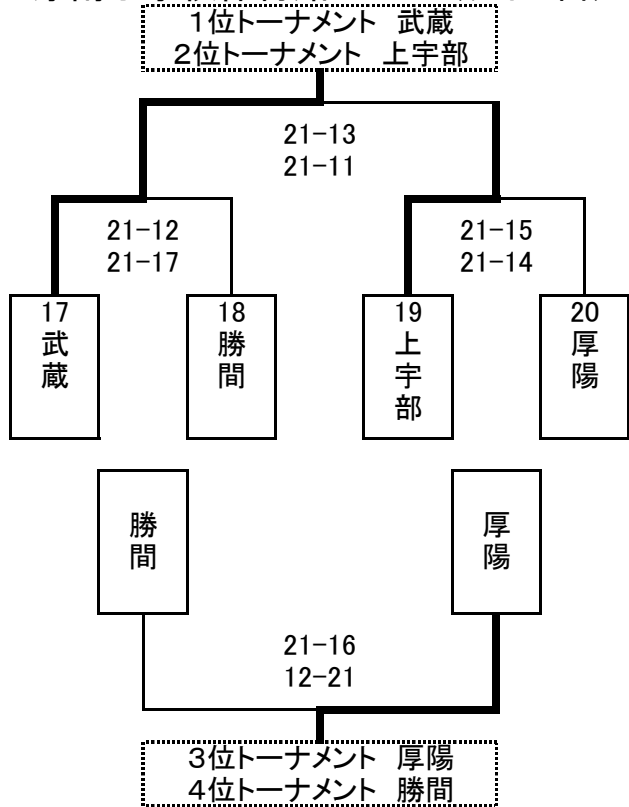 1位トーナメント 武蔵
2位トーナメント 上宇部
21-13
21-11
21-12
21-17
21-15
21-14
17
武蔵
18
勝間
19
上宇部
20
厚陽
勝間
厚陽
21-16
12-21
3位トーナメント 厚陽
4位トーナメント 勝間